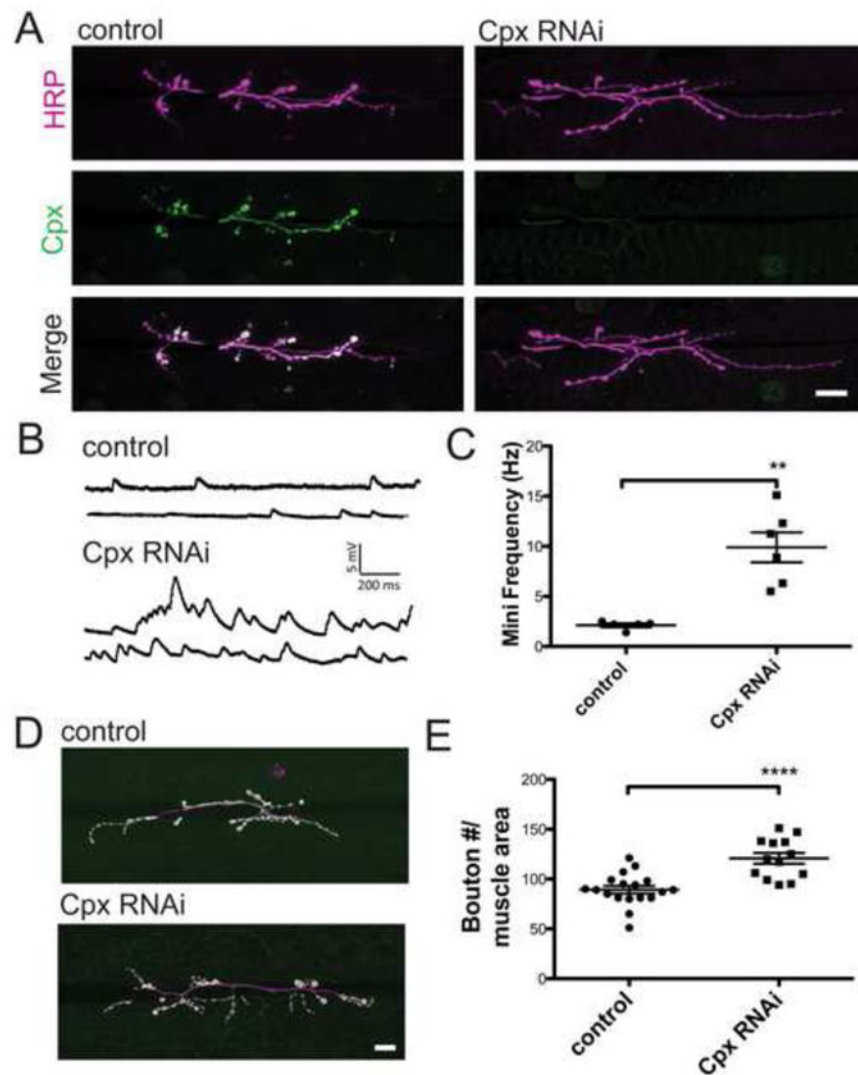 A
control
Cpx RNAi
HRP
Cpx
Merge
B
control
Cpx RNAi
5 mV
200 ms
C
Mini Frequency (Hz)
20
15
10
5
0
**
control
Cpx RNAi
D
control
Cpx RNAi
E
Bouton #/
muscle area
200
150
100
50
0
****
control
Cpx RNAi